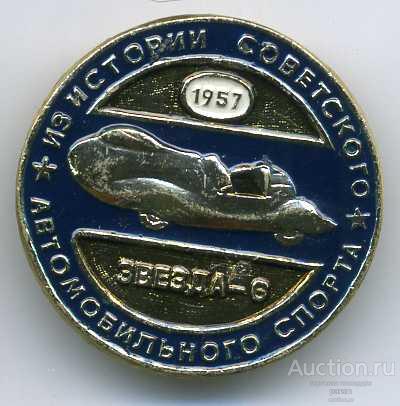 ★ ИЗ ИСТОРИИ СОВЕТСКОГО ★
1957
ЗВЕЗДА-6
АВТОМОБИЛЬНОГО СПОРТА
Auction.ru